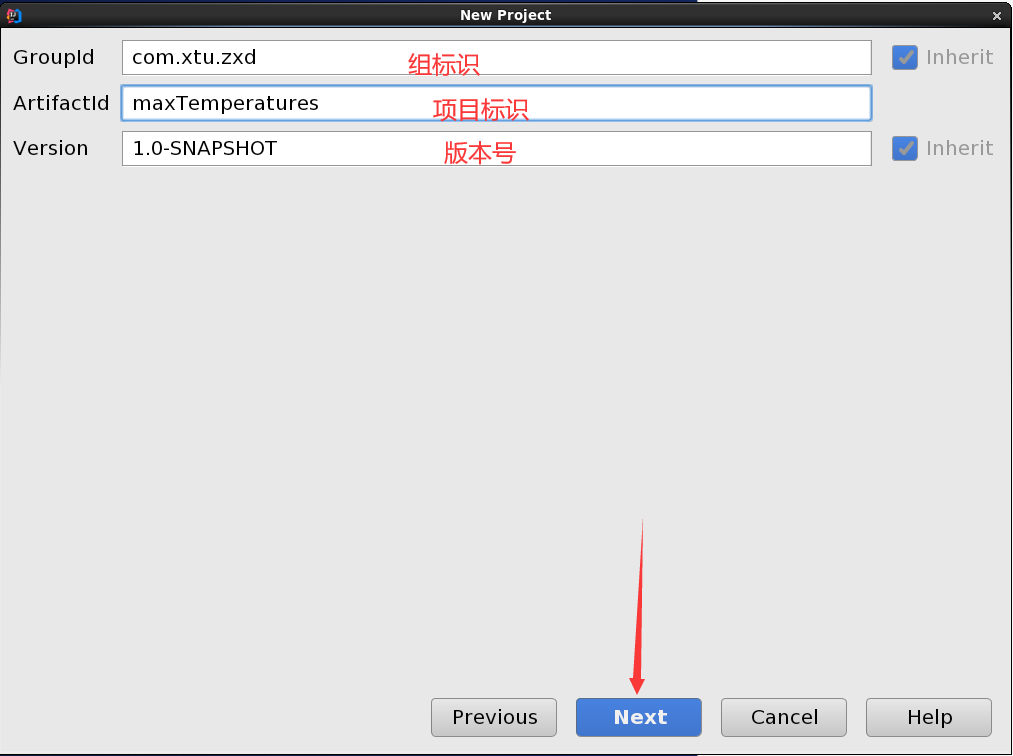 New Project
GroupId com.xtu.zxd 组标识 Inherit
ArtifactId maxTemperatures 项目标识
Version 1.0-SNAPSHOT 版本号 Inherit
Previous Next Cancel Help